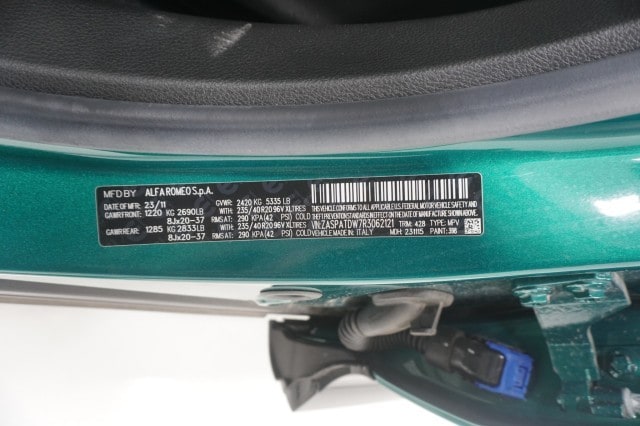 MFD BY ALFA ROMEO S.p.A.
DATE OF MFR: 23/11 GVWR: 2420 KG 5335 LB
GAWR FRONT: 1220 KG 2690LB WITH: 235/40R20 96V XL TIRES
8Jx20-37 RIMS AT: 290 KPA (42 PSI) COLD
GAWR REAR: 1285 KG 2833LB WITH: 235/40R20 96V XL TIRES
8Jx20-37 RIMS AT: 290 KPA (42 PSI) COLD
THIS VEHICLE CONFORMS TO ALL APPLICABLE
U.S.A. FEDERAL MOTOR VEHICLE SAFETY, BUMPER AND
THEFT PREVENTION STANDARDS IN EFFECT ON THE
DATE OF MANUFACTURE SHOWN ABOVE.
VIN: ZASPATDW7R3062121 TRIM: 428 TYPE: MPV
VEHICLE MADE IN: ITALY MDH: 231115 PAINT: 398